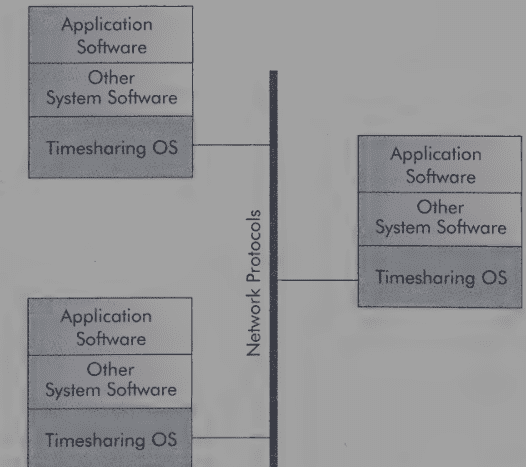 Application
Software
Other
System Software
Timesharing OS
Application
Software
Other
System Software
Timesharing OS
Network Protocols
Application
Software
Other
System Software
Timesharing OS